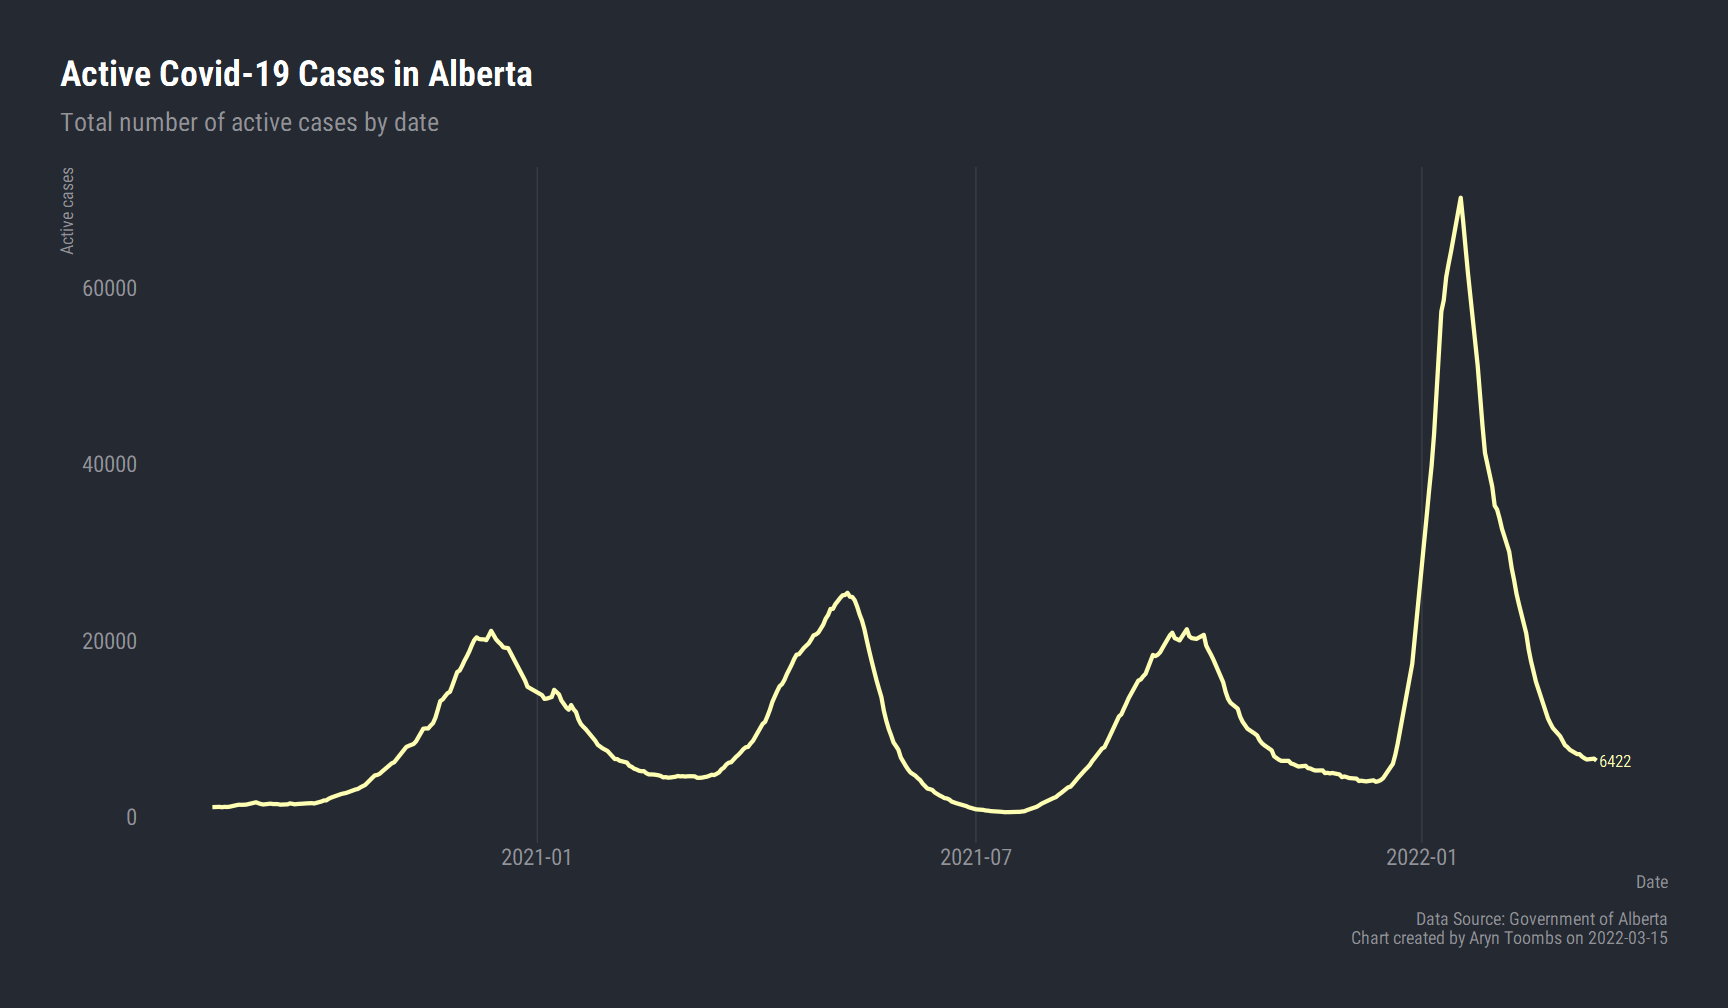 Active Covid-19 Cases in Alberta
Total number of active cases by date
Active cases
60000
40000
20000
0
6422
2021-01
2021-07
2022-01
Date
Data Source: Government of Alberta
Chart created by Aryn Toombs on 2022-03-15